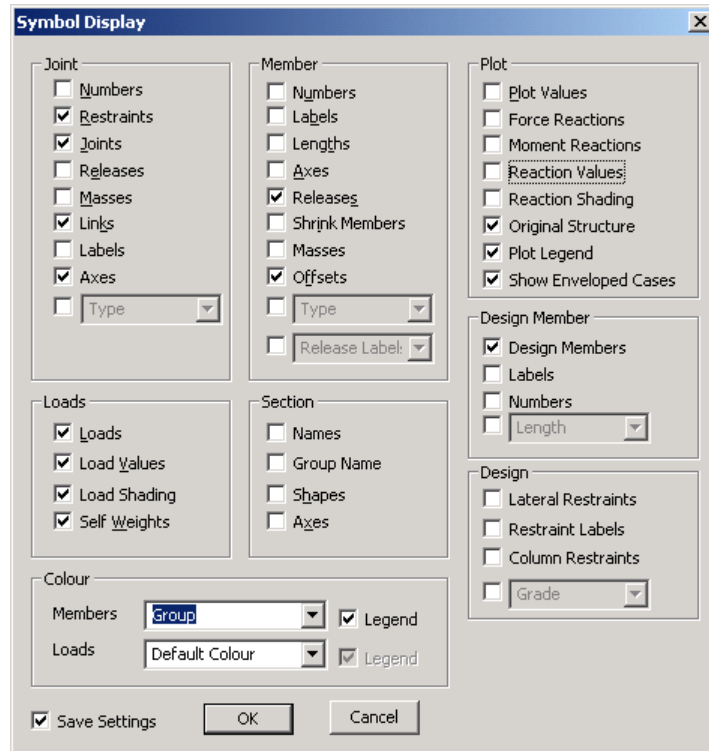 Symbol Display
Joint
Numbers
Restraints
Joints
Releases
Masses
Links
Labels
Axes
Type
Member
Numbers
Labels
Lengths
Axes
Releases
Shrink Members
Masses
Offsets
Type
Release Label:
Plot
Plot Values
Force Reactions
Moment Reactions
Reaction Values
Reaction Shading
Original Structure
Plot Legend
Show Enveloped Cases
Design Member
Design Members
Labels
Numbers
Length
Loads
Loads
Load Values
Load Shading
Self Weights
Section
Names
Group Name
Shapes
Axes
Design
Lateral Restraints
Restraint Labels
Column Restraints
Grade
Colour
Members Group Legend
Loads Default Colour Legend
Save Settings OK Cancel